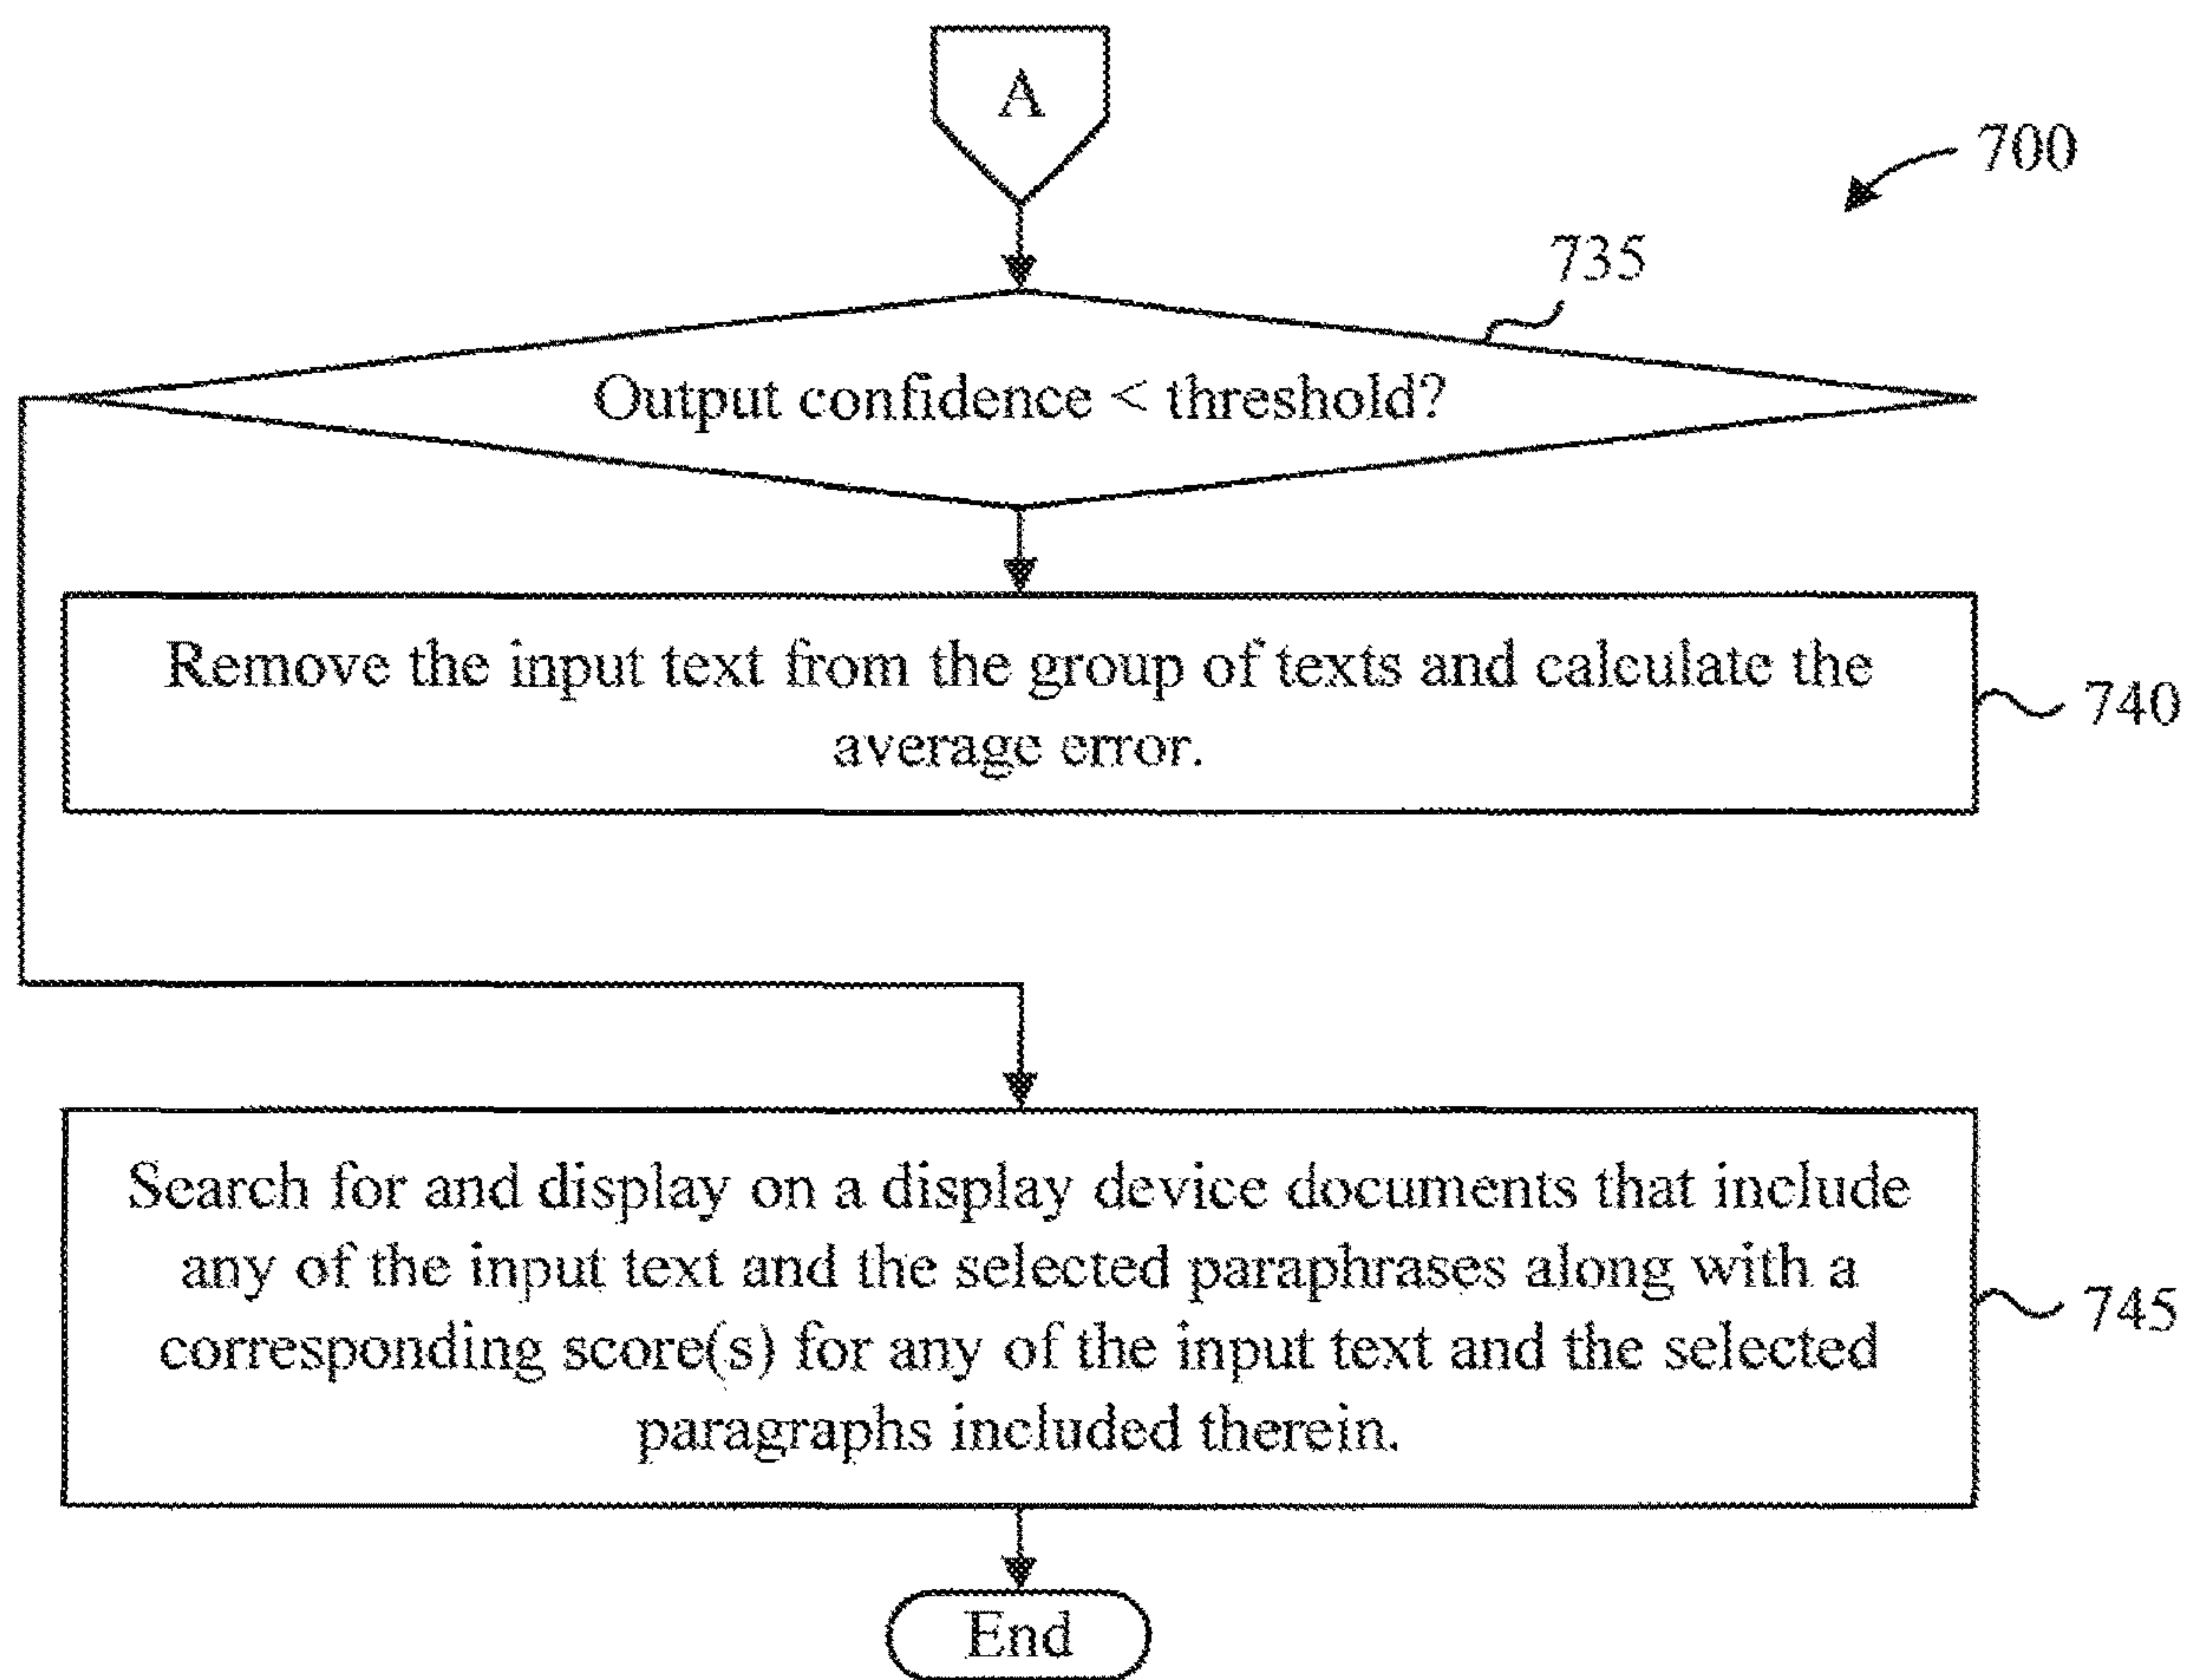 A
700
735
Output confidence < threshold?
Remove the input text from the group of texts and calculate the
average error.
740
Search for and display on a display device documents that include
any of the input text and the selected paraphrases along with a
corresponding score(s) for any of the input text and the selected
paragraphs included therein.
745
End